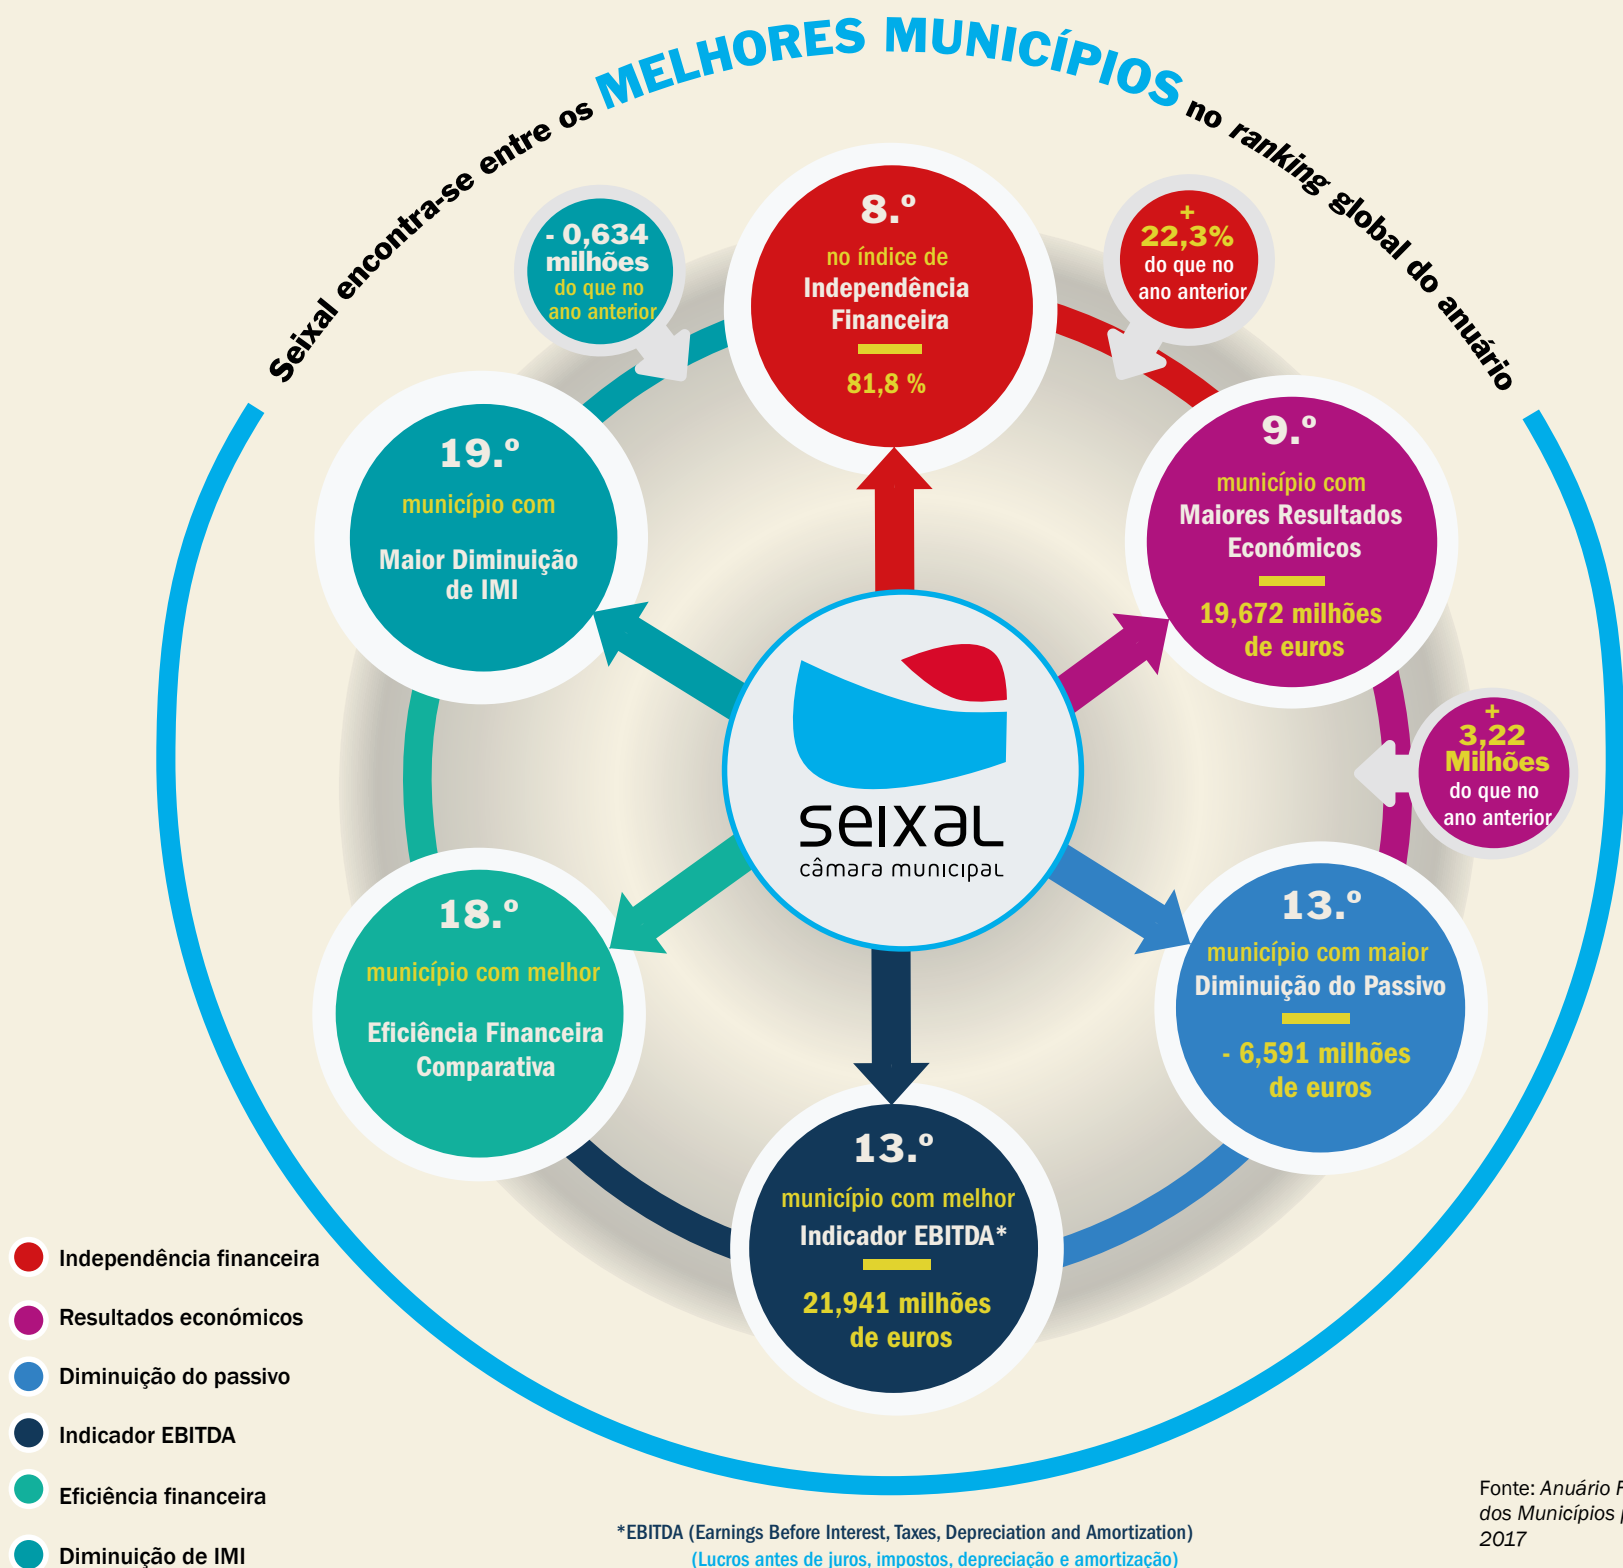 Seixal encontra-se entre os MELHORES MUNICÍPIOS no ranking global do anuário
- 0,634
milhões
do que no
ano anterior
8.º
no índice de
Independência
Financeira
81,8 %
+
22,3%
do que no
ano anterior
19.º
município com
Maior Diminuição
de IMI
9.º
município com
Maiores Resultados
Económicos
19,672 milhões
de euros
+
3,22
Milhões
do que no
ano anterior
seixal
câmara municipal
18.º
município com melhor
Eficiência Financeira
Comparativa
13.º
município com maior
Diminuição do Passivo
- 6,591 milhões
de euros
13.º
município com melhor
Indicador EBITDA*
21,941 milhões
de euros
Independência financeira
Resultados económicos
Diminuição do passivo
Indicador EBITDA
Eficiência financeira
Diminuição de IMI
*EBITDA (Earnings Before Interest, Taxes, Depreciation and Amortization)
(Lucros antes de juros, impostos, depreciação e amortização)
Fonte: Anuário
dos Municípios
2017